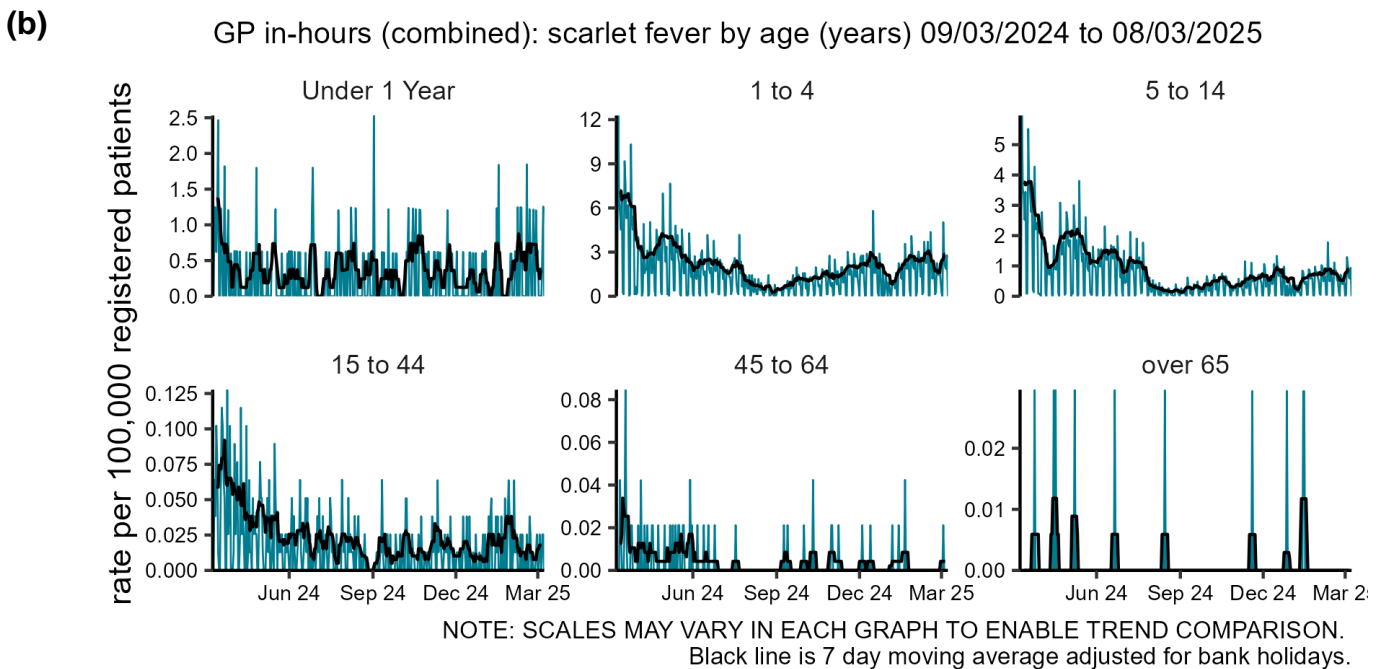 (b)
GP in-hours (combined): scarlet fever by age (years) 09/03/2024 to 08/03/2025
rate per 100,000 registered patients
Under 1 Year
2.5
2.0
1.5
1.0
0.5
0.0
1 to 4
12
9
6
3
0
5 to 14
5
4
3
2
1
0
15 to 44
0.125
0.100
0.075
0.050
0.025
0.000
Jun 24 Sep 24 Dec 24 Mar 25
45 to 64
0.08
0.06
0.04
0.02
0.00
Jun 24 Sep 24 Dec 24 Mar 25
over 65
0.02
0.01
0.00
Jun 24 Sep 24 Dec 24 Mar 2
NOTE: SCALES MAY VARY IN EACH GRAPH TO ENABLE TREND COMPARISON.
Black line is 7 day moving average adjusted for bank holidays.